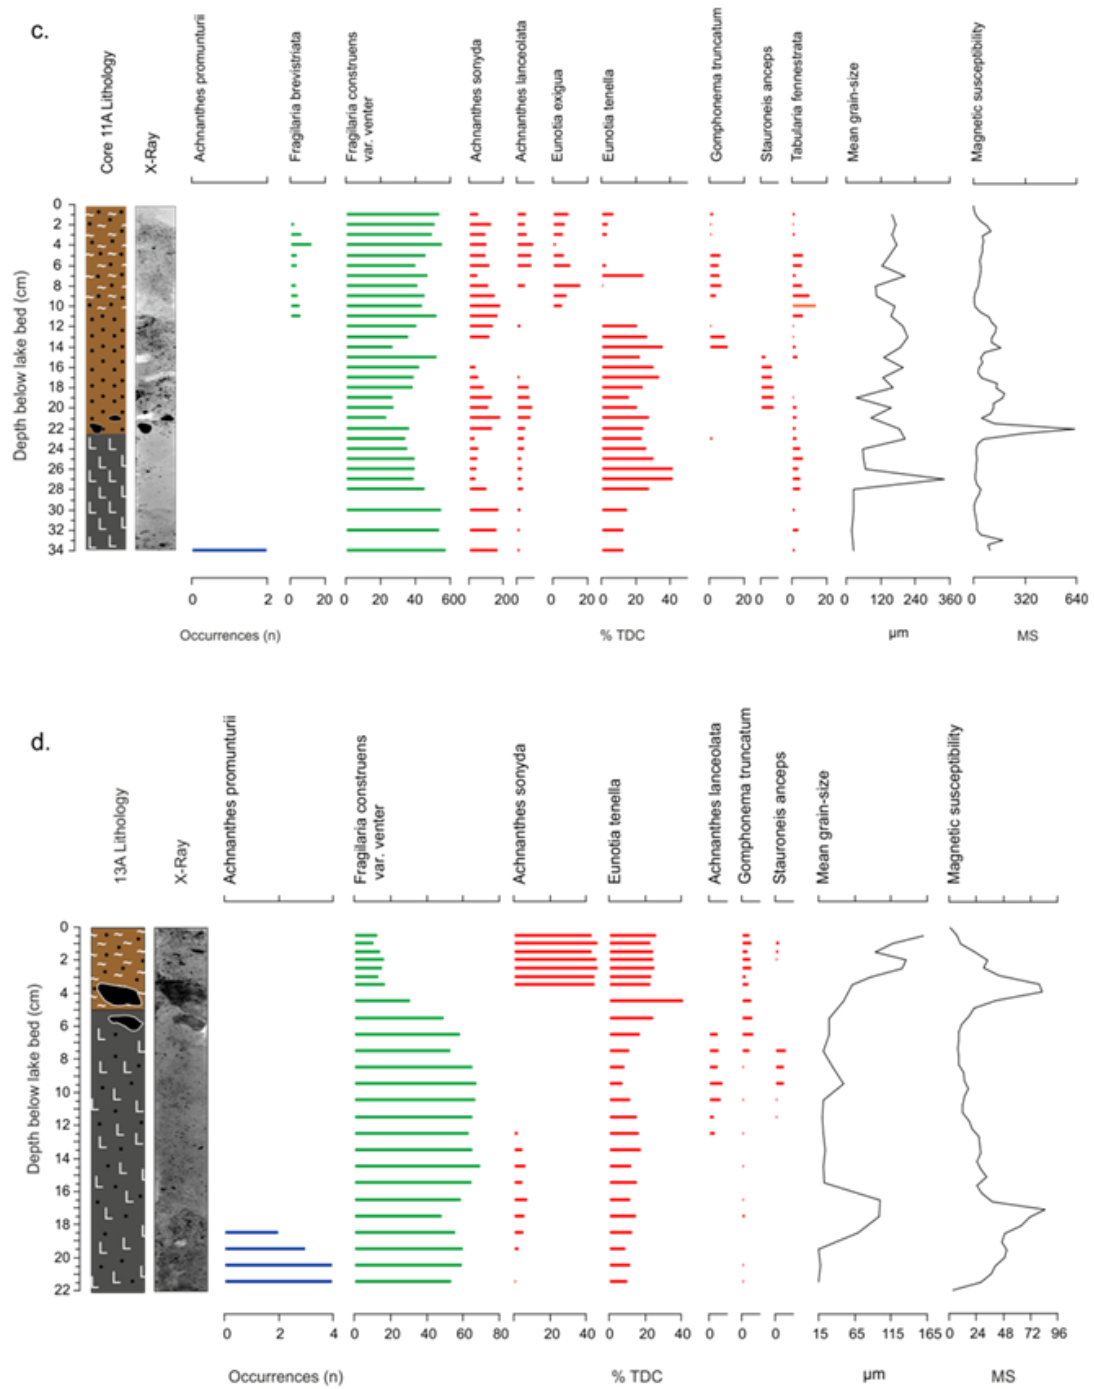 c.
Core 11A Lithology
X-Ray
Achnanthes promunturii
Fragilaria brevistriata
Fragilaria construens
var. venter
Achnanthes sonyda
Achnanthes lanceolata
Eunotia exigua
Eunotia tenella
Gomphonema truncatum
Stauroneis anceps
Tabularia fennestrata
Mean grain-size
Magnetic susceptibility
Depth below lake bed (cm)
0
2
4
6
8
10
12
14
16
18
20
22
24
26
28
30
32
34
0 2 0 20 0 20 40 600 20 0 0 0 20 40 0 20 0 0 20 0 120 240 360 0 320 640
Occurrences (n) % TDC µm MS
d.
13A Lithology
X-Ray
Achnanthes promunturii
Fragilaria construens
var. venter
Achnanthes sonyda
Eunotia tenella
Achnanthes lanceolata
Gomphonema truncatum
Stauroneis anceps
Mean grain-size
Magnetic susceptibility
Depth below lake bed (cm)
0
2
4
6
8
10
12
14
16
18
20
22
0 2 4 0 20 40 60 80 0 20 40 0 20 40 0 0 0 15 65 115 165 0 24 48 72 96
Occurrences (n) % TDC µm MS